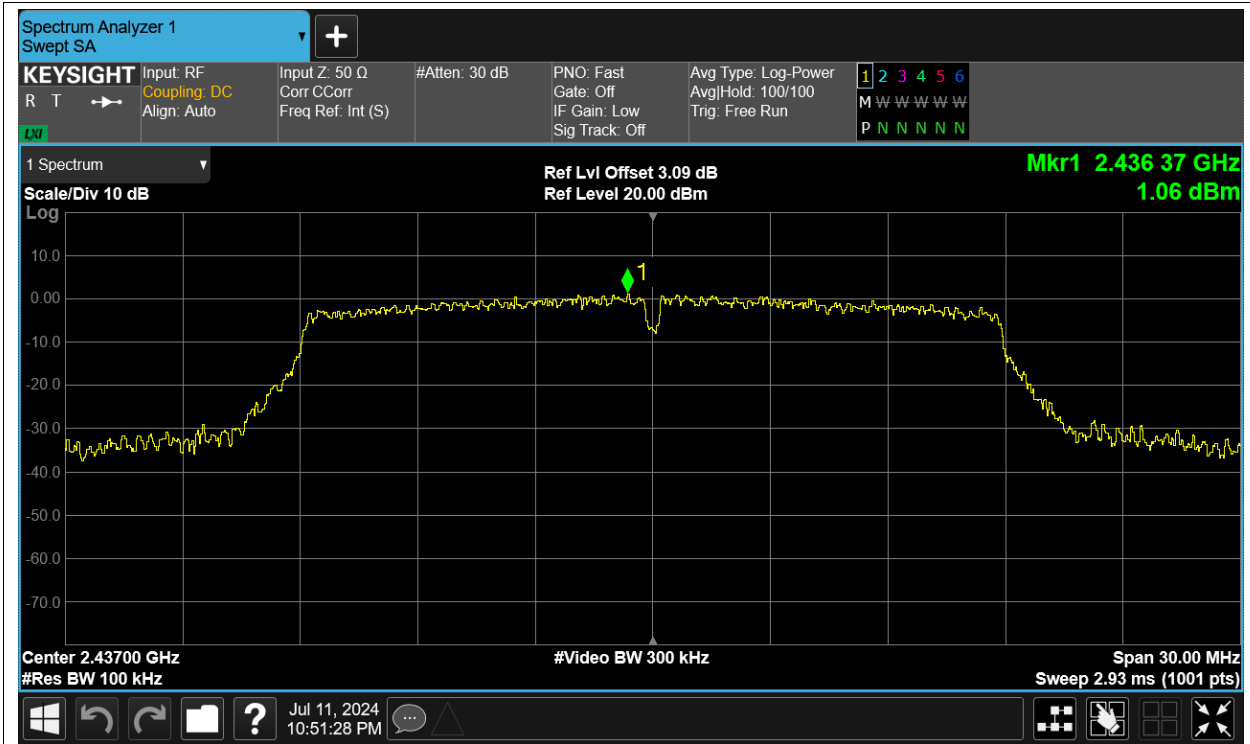 Spectrum Analyzer 1
Swept SA
KEYSIGHT
R T
LXI
Input: RF
Coupling: DC
Align: Auto
Input Z: 50 Ω
Corr CCorr
Freq Ref: Int (S)
#Atten: 30 dB
PNO: Fast
Gate: Off
IF Gain: Low
Sig Track: Off
Avg Type: Log-Power
Avg|Hold: 100/100
Trig: Free Run
1 2 3 4 5 6
M W W W W W
P N N N N N
1 Spectrum
Scale/Div 10 dB
Ref Lvl Offset 3.09 dB
Ref Level 20.00 dBm
Mkr1 2.436 37 GHz
1.06 dBm
Log
10.0
1
0.00
-10.0
-20.0
-30.0
-40.0
-50.0
-60.0
-70.0
Center 2.43700 GHz
#Video BW 300 kHz
Span 30.00 MHz
#Res BW 100 kHz
Sweep 2.93 ms (1001 pts)
?
Jul 11, 2024
10:51:28 PM